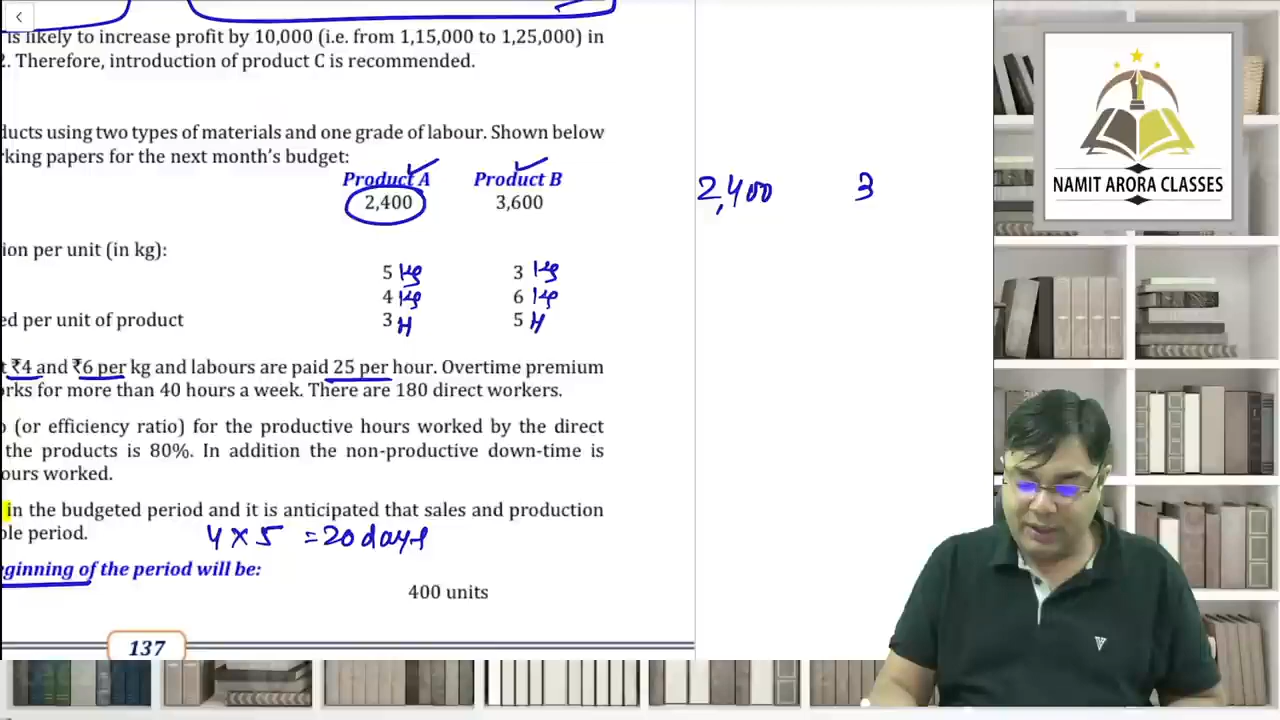 is likely to increase profit by 10,000 (i.e. from 1,15,000 to 1,25,000) in
2. Therefore, introduction of product C is recommended.
ducts using two types of materials and one grade of labour. Shown below
rking papers for the next month's budget:
Product A Product B
2,400 3,600
2,400 3
ion per unit (in kg):
5 kg 3 kg
4 kg 6 kg
ed per unit of product 3 H 5 H
t ₹4 and ₹6 per kg and labours are paid 25 per hour. Overtime premium
rks for more than 40 hours a week. There are 180 direct workers.
o (or efficiency ratio) for the productive hours worked by the direct
the products is 80%. In addition the non-productive down-time is
ours worked.
in the budgeted period and it is anticipated that sales and production
ole period.
4 × 5 = 20 days
ginning of the period will be:
400 units
137
NAMIT ARORA CLASSES